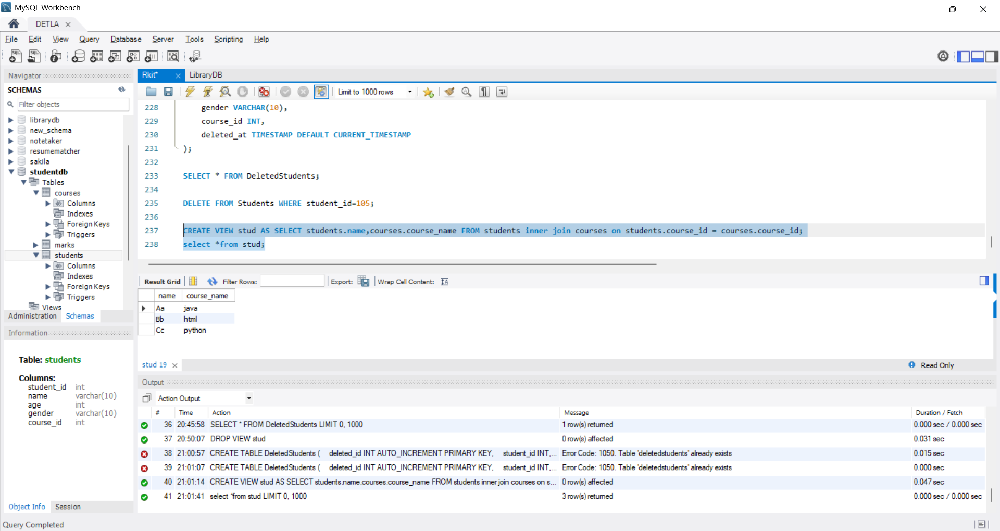 MySQL Workbench
DETLA
File Edit View Query Database Server Tools Scripting Help
Navigator
SCHEMAS
Filter objects
librarydb
new_schema
notetaker
resumematcher
sakila
studentdb
Tables
courses
Columns
Indexes
Foreign Keys
Triggers
marks
students
Columns
Indexes
Foreign Keys
Triggers
Views
Administration Schemas
Information
Table: students
Columns:
student_id int
name varchar(10)
age int
gender varchar(10)
course_id int
Object Info Session
Rkit* LibraryDB
Limit to 1000 rows
228 gender VARCHAR(10),
229 course_id INT,
230 deleted_at TIMESTAMP DEFAULT CURRENT_TIMESTAMP
231 );
232
233 SELECT * FROM DeletedStudents;
234
235 DELETE FROM Students WHERE student_id=105;
236
237 CREATE VIEW stud AS SELECT students.name,courses.course_name FROM students inner join courses on students.course_id = courses.course_id;
238 select *from stud;
Result Grid Filter Rows: Export: Wrap Cell Content:
name course_name
Aa java
Bb html
Cc python
stud 19 Read Only
Output
Action Output
# Time Action Message Duration / Fetch
36 20:45:58 SELECT * FROM DeletedStudents LIMIT 0, 1000 1 row(s) returned 0.000 sec / 0.000 sec
37 20:50:07 DROP VIEW stud 0 row(s) affected 0.031 sec
38 21:00:57 CREATE TABLE DeletedStudents ( deleted_id INT AUTO_INCREMENT PRIMARY KEY, student_id INT,... Error Code: 1050. Table 'deletedstudents' already exists 0.015 sec
39 21:01:07 CREATE TABLE DeletedStudents ( deleted_id INT AUTO_INCREMENT PRIMARY KEY, student_id INT,... Error Code: 1050. Table 'deletedstudents' already exists 0.000 sec
40 21:01:14 CREATE VIEW stud AS SELECT students.name,courses.course_name FROM students inner join courses on s... 0 row(s) affected 0.047 sec
41 21:01:41 select *from stud LIMIT 0, 1000 3 row(s) returned 0.000 sec / 0.000 sec
Query Completed